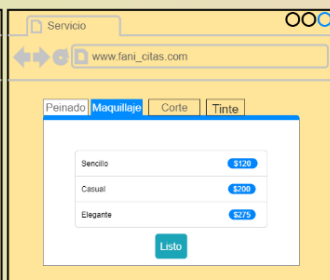 Servicio
www.fani_citas.com
Peinado Maquillaje Corte Tinte
Sencillo $120
Casual $200
Elegante $275
Listo